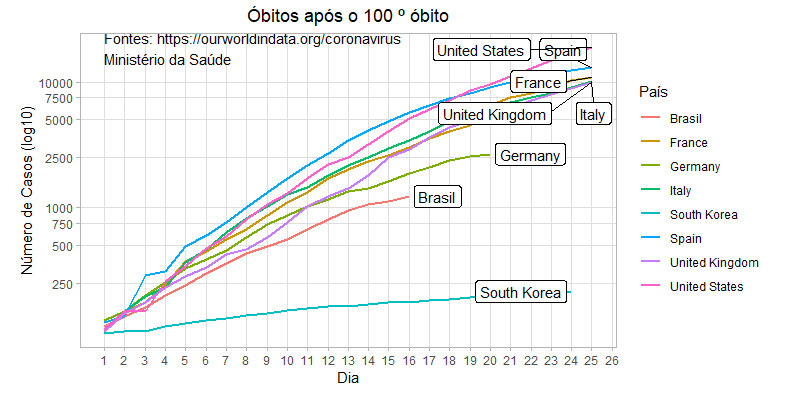 Óbitos após o 100 º óbito
Fontes: https://ourworldindata.org/coronavirus
Ministério da Saúde
United States
Spain
France
United Kingdom
Italy
Germany
Brasil
South Korea
Número de Casos (log10)
10000
7500
5000
2500
1000
750
500
250
1 2 3 4 5 6 7 8 9 10 11 12 13 14 15 16 17 18 19 20 21 22 23 24 25 26
Dia
País
Brasil
France
Germany
Italy
South Korea
Spain
United Kingdom
United States